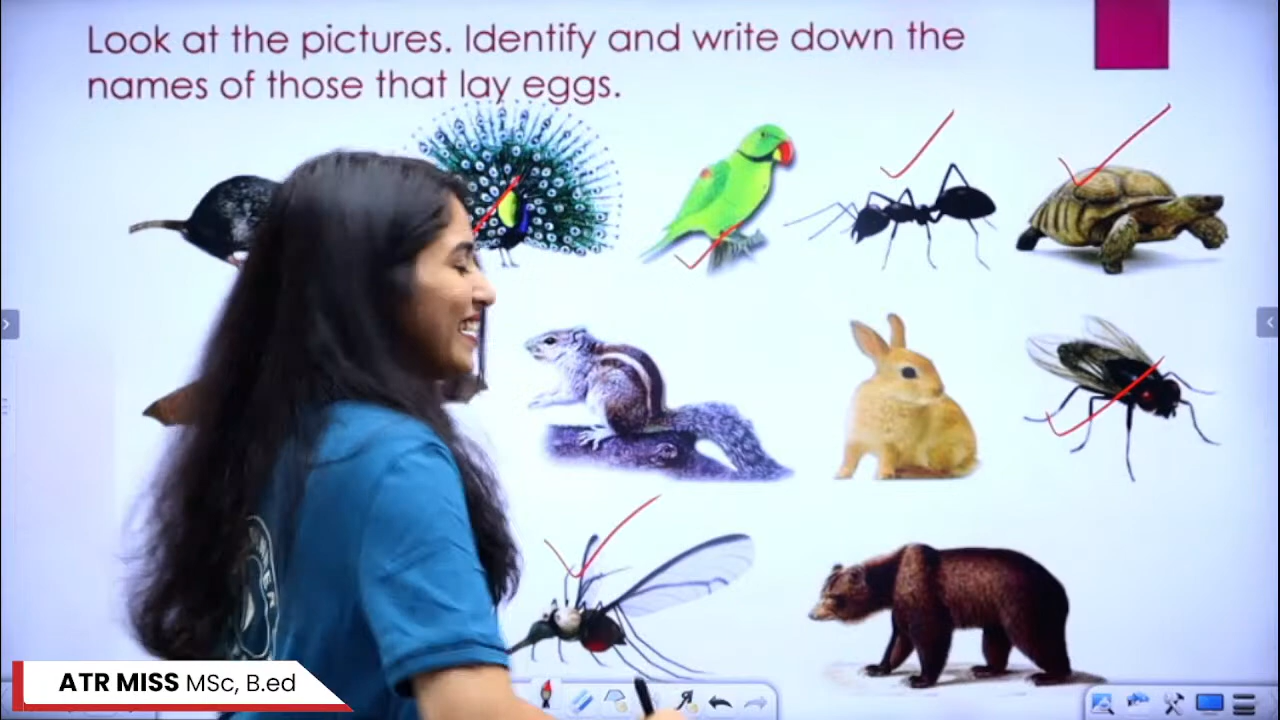 Look at the pictures. Identify and write down the
names of those that lay eggs.
ATR MISS MSc, B.ed